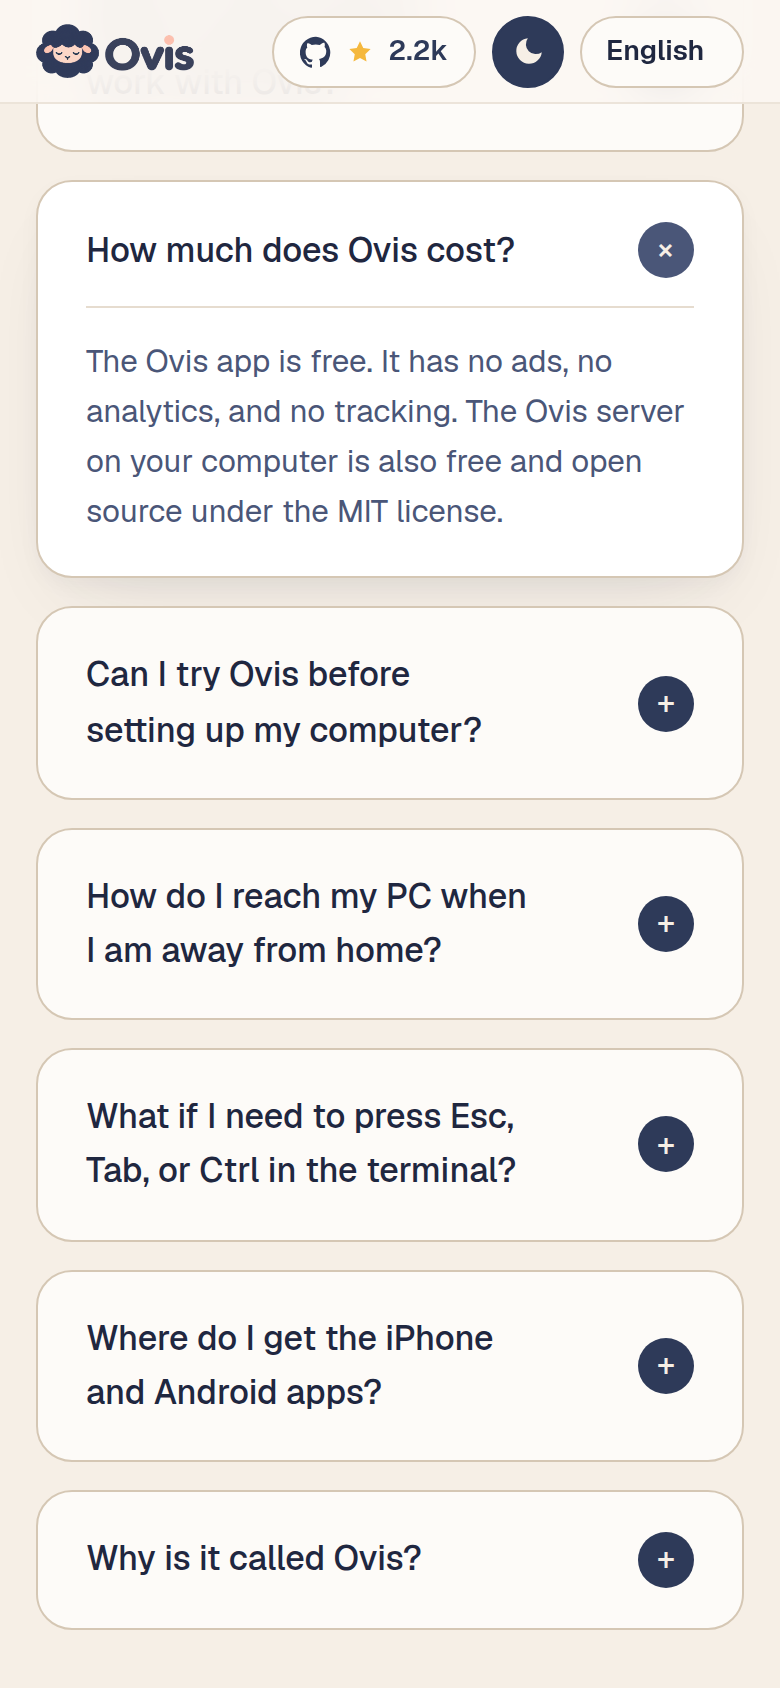 Ovis
2.2k
English
work with Ovis?
How much does Ovis cost?
The Ovis app is free. It has no ads, no
analytics, and no tracking. The Ovis server
on your computer is also free and open
source under the MIT license.
Can I try Ovis before
setting up my computer?
How do I reach my PC when
I am away from home?
What if I need to press Esc,
Tab, or Ctrl in the terminal?
Where do I get the iPhone
and Android apps?
Why is it called Ovis?